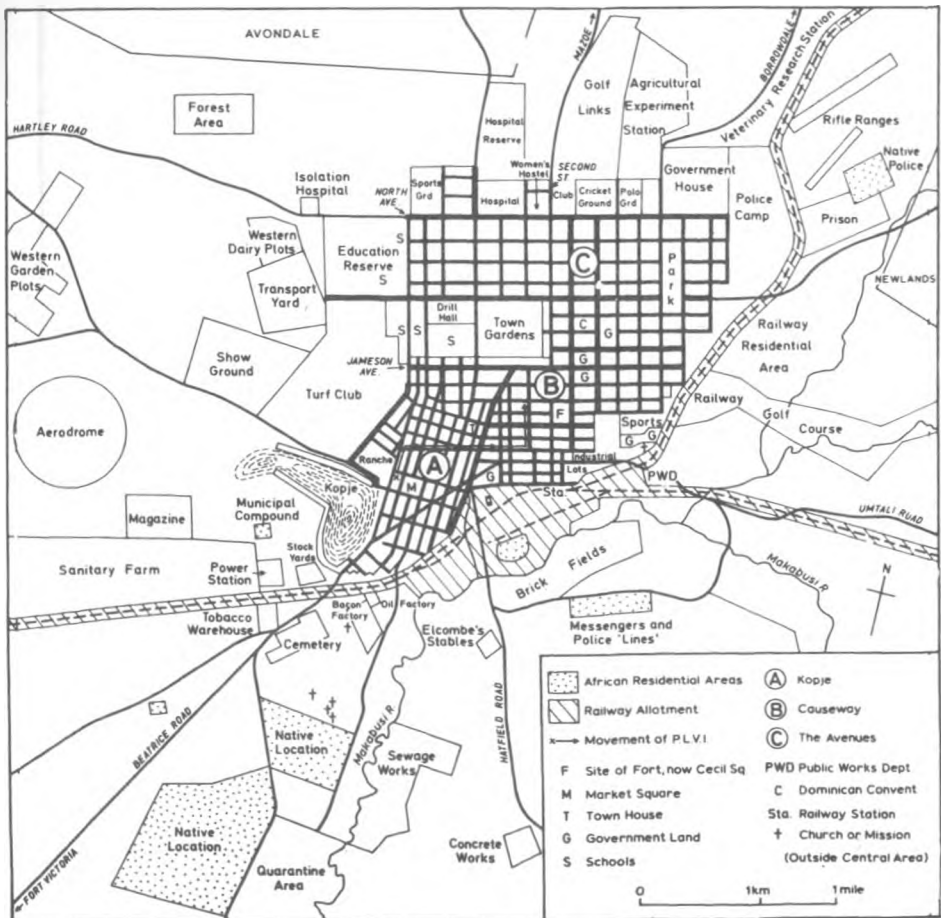 AVONDALE
MAZOE
BORROWDALE
Veterinary Research Station
Golf
Links
Agricultural
Experiment
Station
Forest
Area
HARTLEY ROAD
Hospital
Reserve
Rifle Ranges
Native
Police
Isolation
Hospital
NORTH
AVE.
Sports
Grd
Hospital
Women's
Hostel
SECOND
ST
Club
Cricket
Ground
Polo
Grd
Government
House
Police
Camp
Prison
Western
Garden
Plots
Western
Dairy Plots
Transport
Yard
Education
Reserve
S
S
C
Park
NEWLANDS
Show
Ground
S
S
Drill
Hall
S
Town
Gardens
C
G
G
G
Railway
Residential
Area
JAMESON
AVE.
Turf Club
B
F
T
Railway
Golf
Course
Sports
G
G
Aerodrome
Ranche
A
x
M
G
G
Industrial
Lots
Sta.
PWD
UMTALI ROAD
Kopje
Magazine
Municipal
Compound
Stock
Yards
Sanitary Farm
Power
Station
Brick Fields
Makabusi R.
N
Tobacco
Warehouse
Bacon
Factory
Oil Factory
Cemetery
Elcombe's
Stables
Messengers and
Police 'Lines'
BEATRICE ROAD
Native
Location
Makabusi R.
Sewage
Works
HATFIELD ROAD
Native
Location
Quarantine
Area
Concrete
Works
FORT VICTORIA
African Residential Areas
Railway Allotment
x Movement of P.L.V.I.
F Site of Fort, now Cecil Sq
M Market Square
T Town House
G Government Land
S Schools
A Kopje
B Causeway
C The Avenues
PWD Public Works Dept
C Dominican Convent
Sta. Railway Station
Church or Mission
(Outside Central Area)
0 1km 1mile